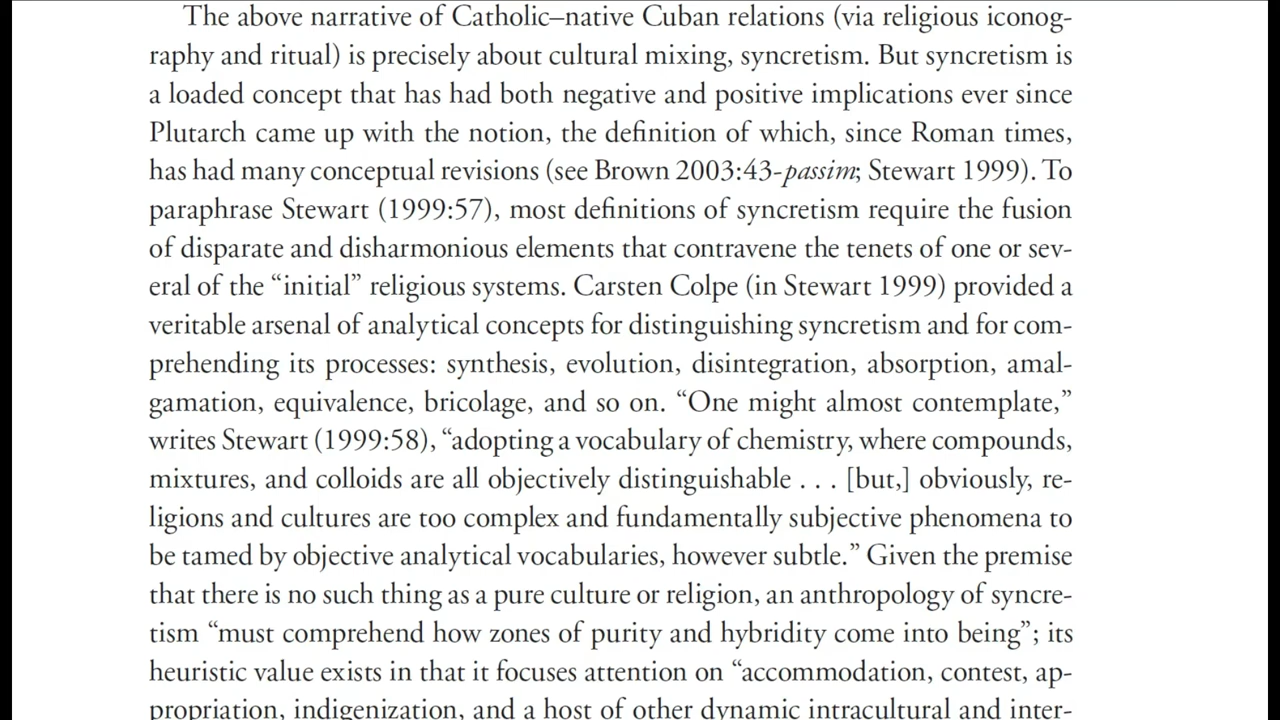 The above narrative of Catholic–native Cuban relations (via religious iconog-
raphy and ritual) is precisely about cultural mixing, syncretism. But syncretism is
a loaded concept that has had both negative and positive implications ever since
Plutarch came up with the notion, the definition of which, since Roman times,
has had many conceptual revisions (see Brown 2003:43-passim; Stewart 1999). To
paraphrase Stewart (1999:57), most definitions of syncretism require the fusion
of disparate and disharmonious elements that contravene the tenets of one or sev-
eral of the “initial” religious systems. Carsten Colpe (in Stewart 1999) provided a
veritable arsenal of analytical concepts for distinguishing syncretism and for com-
prehending its processes: synthesis, evolution, disintegration, absorption, amal-
gamation, equivalence, bricolage, and so on. “One might almost contemplate,”
writes Stewart (1999:58), “adopting a vocabulary of chemistry, where compounds,
mixtures, and colloids are all objectively distinguishable . . . [but,] obviously, re-
ligions and cultures are too complex and fundamentally subjective phenomena to
be tamed by objective analytical vocabularies, however subtle.” Given the premise
that there is no such thing as a pure culture or religion, an anthropology of syncre-
tism “must comprehend how zones of purity and hybridity come into being”; its
heuristic value exists in that it focuses attention on “accommodation, contest, ap-
propriation, indigenization, and a host of other dynamic intracultural and inter-